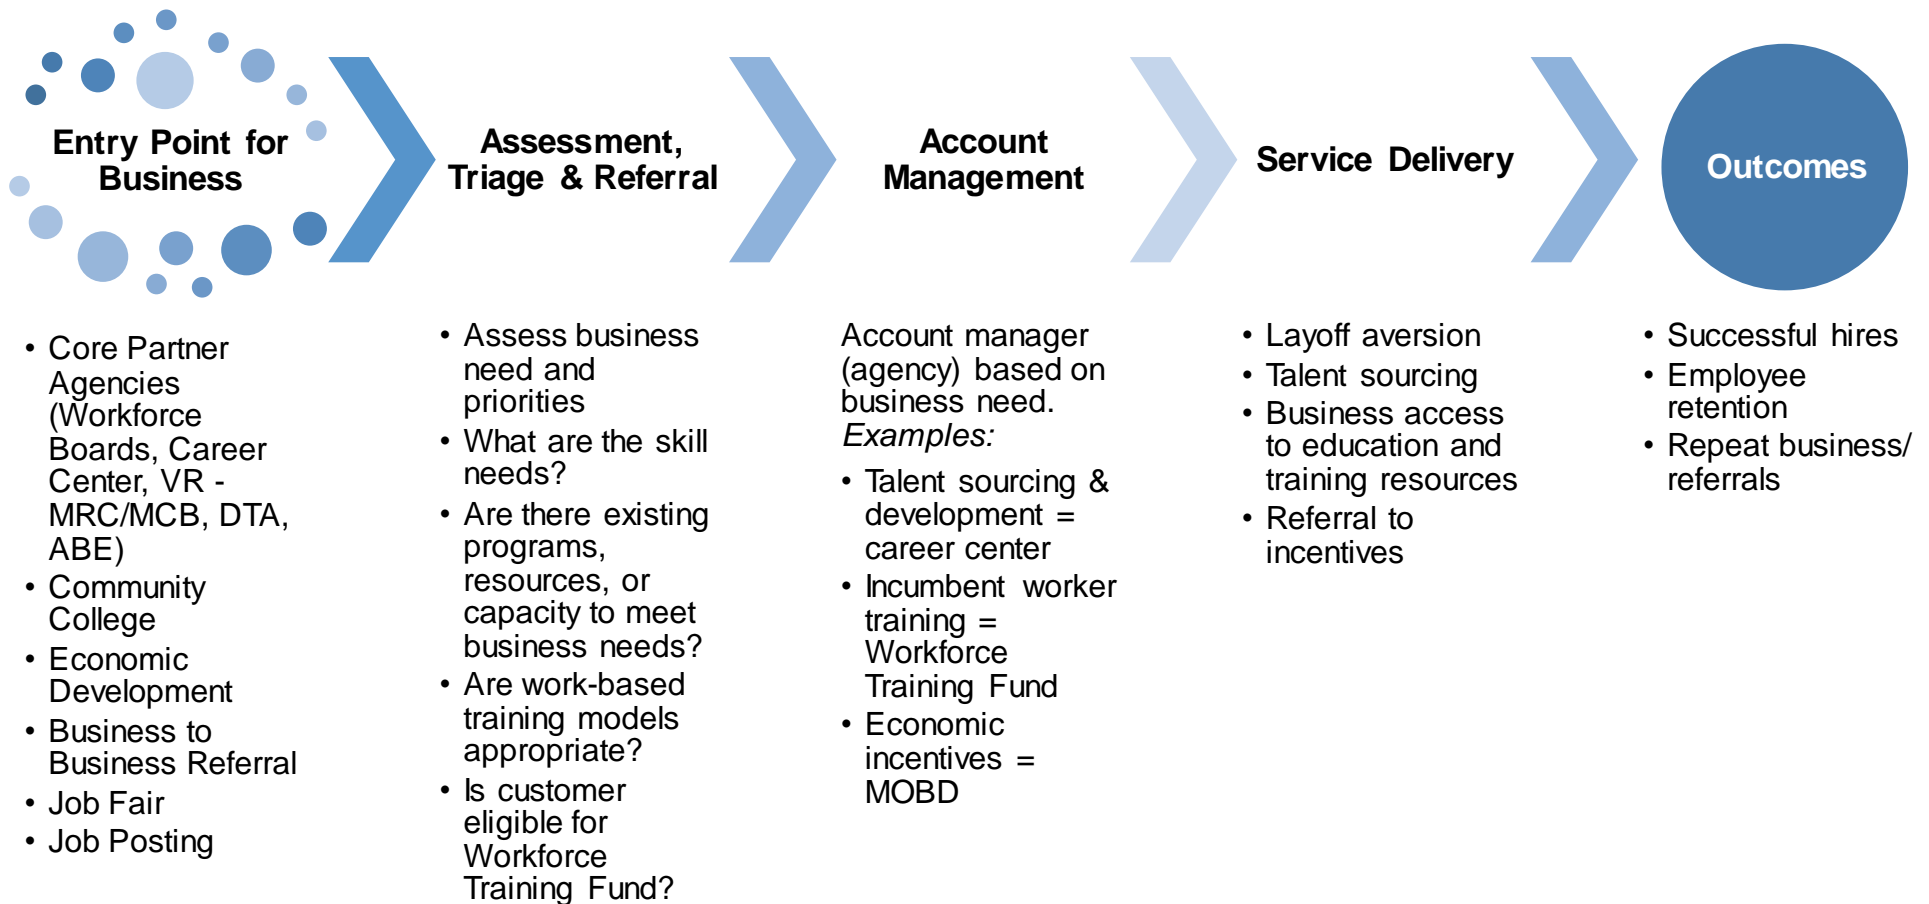 Entry Point for
Business
Assessment,
Triage & Referral
Account
Management
Service Delivery
Outcomes
• Core Partner
Agencies
(Workforce
Boards, Career
Center, VR -
MRC/MCB, DTA,
ABE)
• Community
College
• Economic
Development
• Business to
Business Referral
• Job Fair
• Job Posting
• Assess business
need and
priorities
• What are the skill
needs?
• Are there existing
programs,
resources, or
capacity to meet
business needs?
• Are work-based
training models
appropriate?
• Is customer
eligible for
Workforce
Training Fund?
Account manager
(agency) based on
business need.
Examples:
• Talent sourcing &
development =
career center
• Incumbent worker
training =
Workforce
Training Fund
• Economic
incentives =
MOBD
• Layoff aversion
• Talent sourcing
• Business access
to education and
training resources
• Referral to
incentives
• Successful hires
• Employee
retention
• Repeat business/
referrals